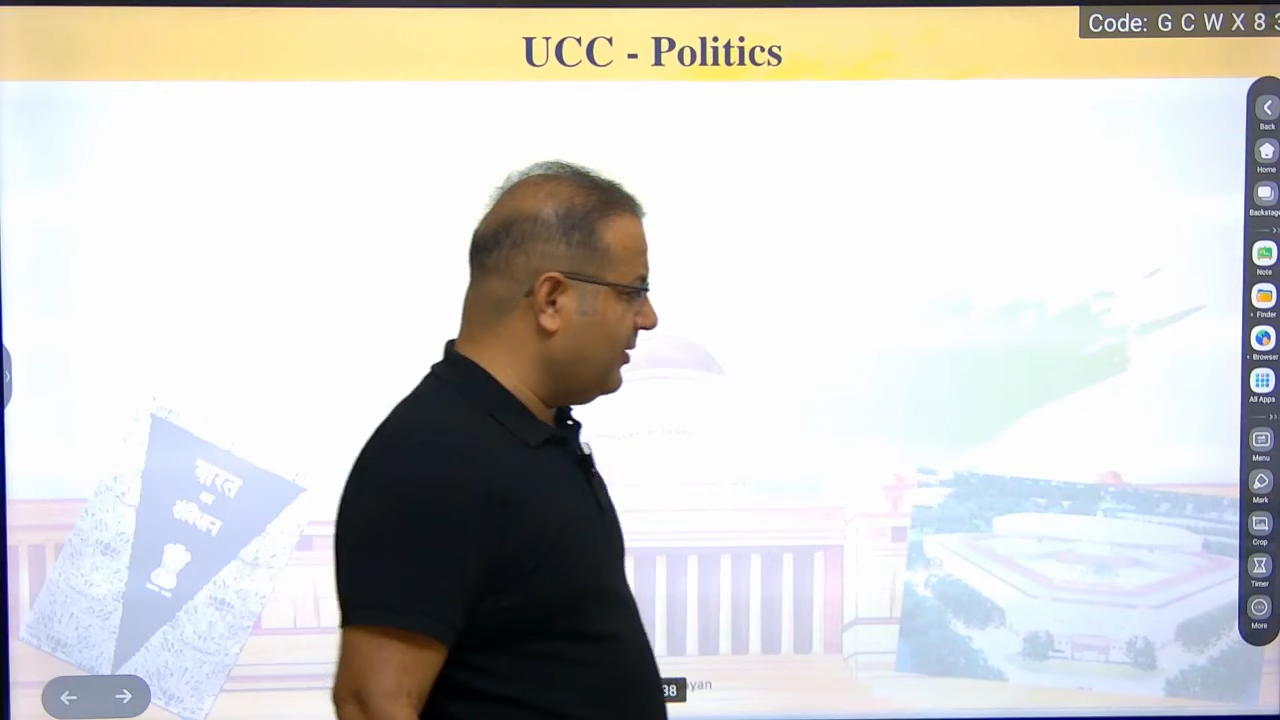 Code: G C W X 8 3
UCC - Politics
Back
Home
Backstage
Note
Finder
Browser
All Apps
Menu
Mark
Crop
Timer
More
भारत
का
संविधान
38